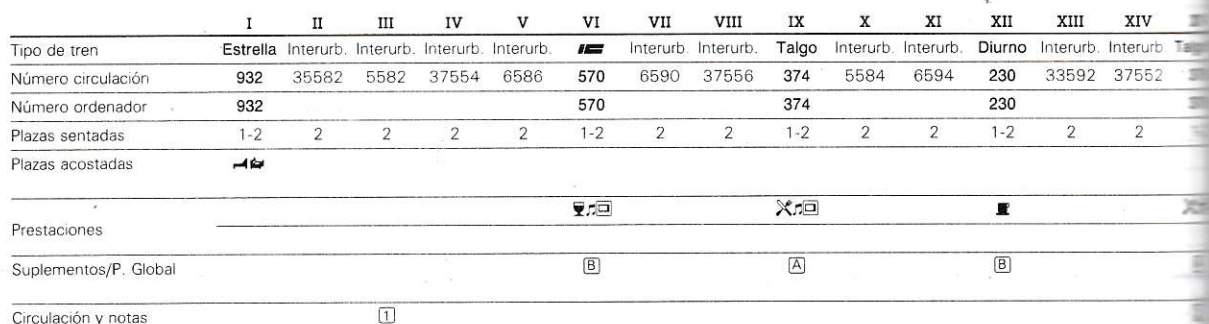 I II III IV V VI VII VIII IX X XI XII XIII XIV
Tipo de tren Estrella Interurb. Interurb. Interurb. Interurb. Interurb. Interurb. Talgo Interurb. Interurb. Diurno Interurb. Interurb
Número circulación 932 35582 5582 37554 6586 570 6590 37556 374 5584 6594 230 33592 37552
Número ordenador 932 570 374 230
Plazas sentadas 1-2 2 2 2 2 1-2 2 2 1-2 2 2 1-2 2 2
Plazas acostadas
Prestaciones
Suplementos/P. Global B A B
Circulación y notas 1